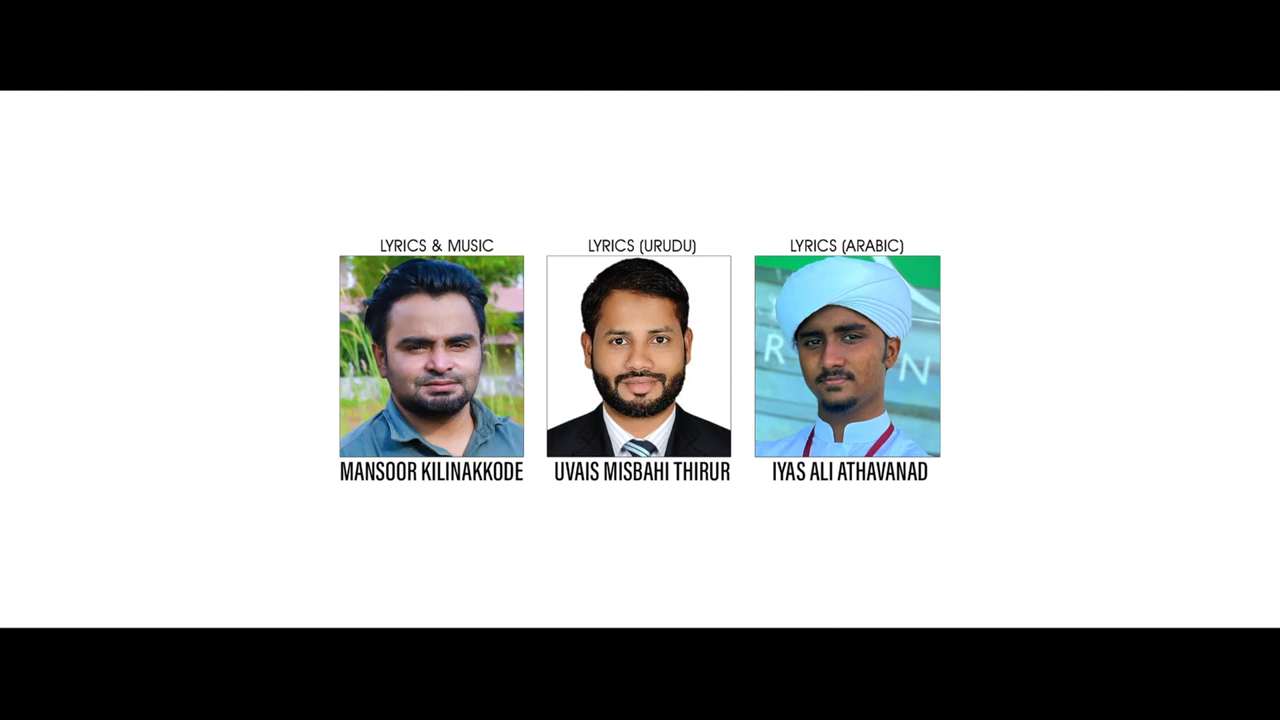 LYRICS & MUSIC
LYRICS (URUDU)
LYRICS (ARABIC)
R N
MANSOOR KILINAKKODE
UVAIS MISBAHI THIRUR
IYAS ALI ATHAVANAD